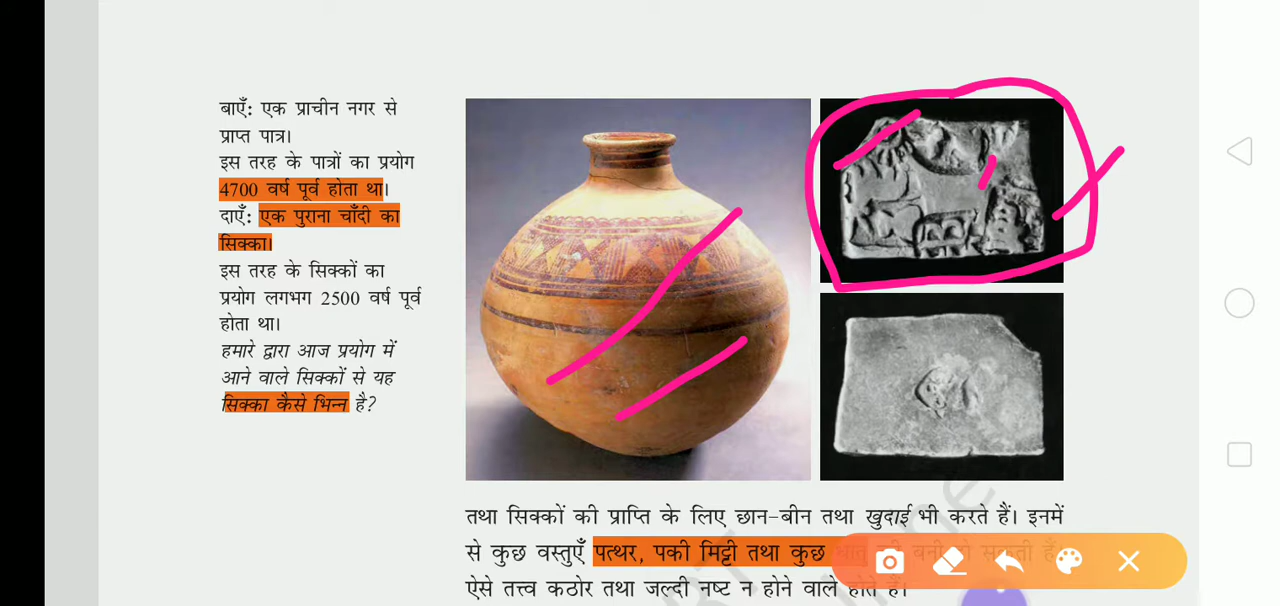 बाएँ: एक प्राचीन नगर से
प्राप्त पात्र।
इस तरह के पात्रों का प्रयोग
4700 वर्ष पूर्व होता था।
दाएँ: एक पुराना चाँदी का
सिक्का।
इस तरह के सिक्कों का
प्रयोग लगभग 2500 वर्ष पूर्व
होता था।
हमारे द्वारा आज प्रयोग में
आने वाले सिक्कों से यह
सिक्का कैसे भिन्न है?
तथा सिक्कों की प्राप्ति के लिए छान-बीन तथा खुदाई भी करते हैं। इनमें
से कुछ वस्तुएँ पत्थर, पकी मिट्टी तथा कुछ
ऐसे तत्त्व कठोर तथा जल्दी नष्ट न होने वाले होते हैं।